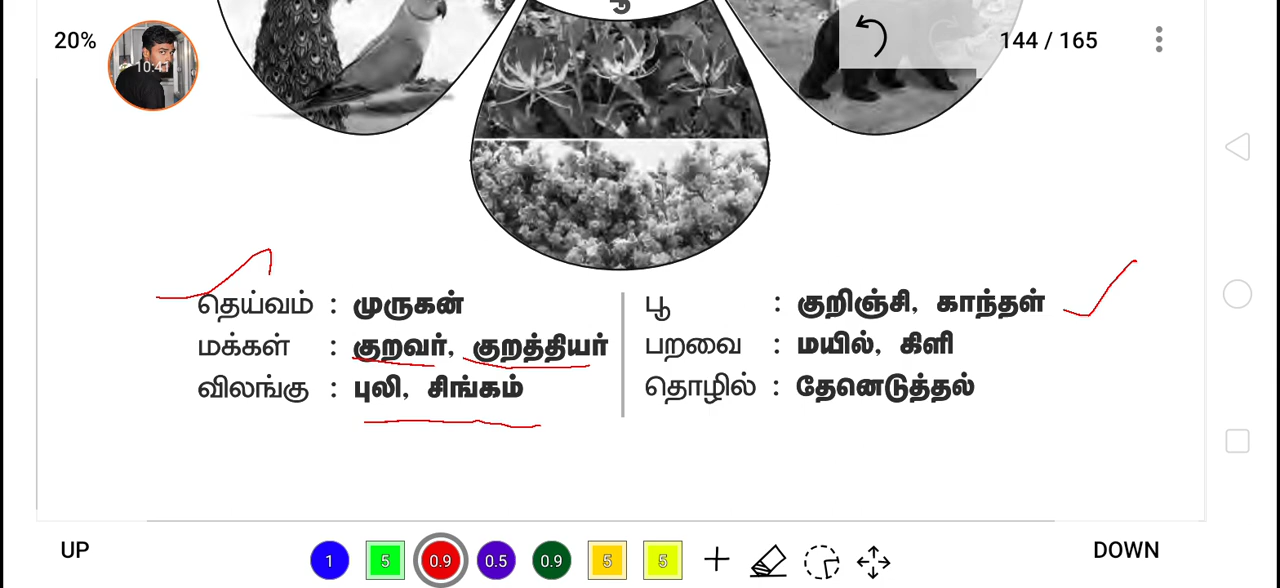 20%
10:41
144 / 165
தெய்வம் : முருகன்
மக்கள் : குறவர், குறத்தியர்
விலங்கு : புலி, சிங்கம்
பூ : குறிஞ்சி, காந்தள்
பறவை : மயில், கிளி
தொழில் : தேனெடுத்தல்
UP
1 5 0.9 0.5 0.9 5 5
DOWN